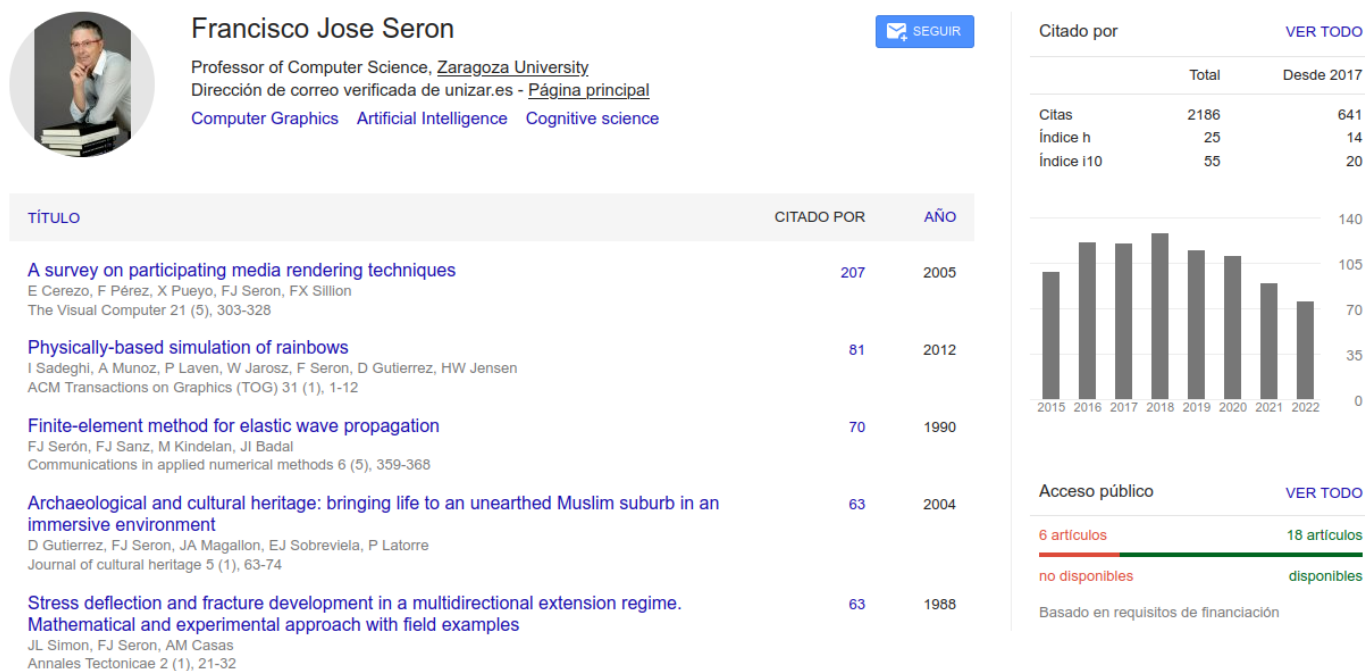 Francisco Jose Seron
SEGUIR
Professor of Computer Science, Zaragoza University
Dirección de correo verificada de unizar.es - Página principal
Computer Graphics Artificial Intelligence Cognitive science
TÍTULO CITADO POR AÑO
A survey on participating media rendering techniques 207 2005
E Cerezo, F Pérez, X Pueyo, FJ Seron, FX Sillion
The Visual Computer 21 (5), 303-328
Physically-based simulation of rainbows 81 2012
I Sadeghi, A Munoz, P Laven, W Jarosz, F Seron, D Gutierrez, HW Jensen
ACM Transactions on Graphics (TOG) 31 (1), 1-12
Finite-element method for elastic wave propagation 70 1990
FJ Serón, FJ Sanz, M Kindelan, JI Badal
Communications in applied numerical methods 6 (5), 359-368
Archaeological and cultural heritage: bringing life to an unearthed Muslim suburb in an 63 2004
immersive environment
D Gutierrez, FJ Seron, JA Magallon, EJ Sobreviela, P Latorre
Journal of cultural heritage 5 (1), 63-74
Stress deflection and fracture development in a multidirectional extension regime. 63 1988
Mathematical and experimental approach with field examples
JL Simon, FJ Seron, AM Casas
Annales Tectonicae 2 (1), 21-32
Citado por VER TODO
Total Desde 2017
Citas 2186 641
Índice h 25 14
Índice i10 55 20
140
105
70
35
0
2015 2016 2017 2018 2019 2020 2021 2022
Acceso público VER TODO
6 artículos 18 artículos
no disponibles disponibles
Basado en requisitos de financiación